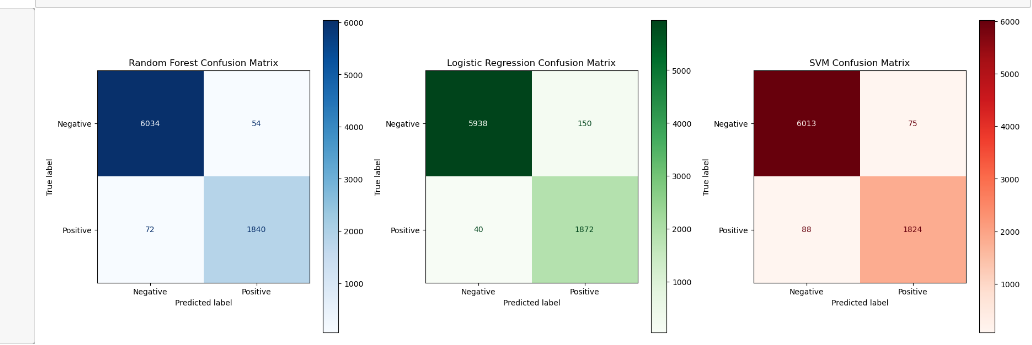 Random Forest Confusion Matrix
Negative
6034
54
Positive
72
1840
Negative
Positive
True label
Predicted label
6000
5000
4000
3000
2000
1000
Logistic Regression Confusion Matrix
Negative
5938
150
Positive
40
1872
Negative
Positive
True label
Predicted label
5000
4000
3000
2000
1000
SVM Confusion Matrix
Negative
6013
75
Positive
88
1824
Negative
Positive
True label
Predicted label
6000
5000
4000
3000
2000
1000